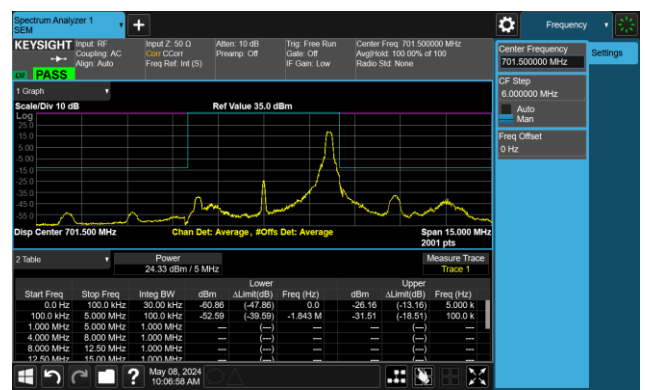 Spectrum Analyzer 1
SEM
Frequency
KEYSIGHT
Input: RF
Coupling: AC
Align: Auto
Input Z: 50 Ω
Corr CCorr
Freq Ref: Int (S)
Atten: 10 dB
Preamp: Off
Trig: Free Run
Gate: Off
IF Gain: Low
Center Freq: 701.500000 MHz
Avg|Hold: 100.00% of 100
Radio Std: None
LW PASS
Center Frequency
701.500000 MHz
Settings
CF Step
6.000000 MHz
Auto
Man
Freq Offset
0 Hz
1 Graph
Scale/Div 10 dB
Ref Value 35.0 dBm
Log
25.0
15.0
5.00
-5.00
-15.0
-25.0
-35.0
-45.0
-55.0
Disp Center 701.500 MHz
Chan Det: Average, #Offs Det: Average
Span 15.000 MHz
2001 pts
2 Table
Power
24.33 dBm / 5 MHz
Measure Trace
Trace 1
Lower Upper
Start Freq Stop Freq Integ BW dBm ΔLimit(dB) Freq (Hz) dBm ΔLimit(dB) Freq (Hz)
0.0 Hz 100.0 kHz 30.00 kHz -60.86 (-47.86) 0.0 -26.16 (-13.16) 5.000 k
100.0 kHz 5.000 MHz 100.0 kHz -52.59 (-39.59) -1.843 M -31.51 (-18.51) 100.0 k
1.000 MHz 5.000 MHz 1.000 MHz --- (---) --- --- (---) ---
4.000 MHz 8.000 MHz 1.000 MHz --- (---) --- --- (---) ---
8.000 MHz 12.50 MHz 1.000 MHz --- (---) --- --- (---) ---
12.50 MHz 15.00 MHz 1.000 MHz --- (---) --- --- (---) ---
?
May 08, 2024
10:06:58 AM